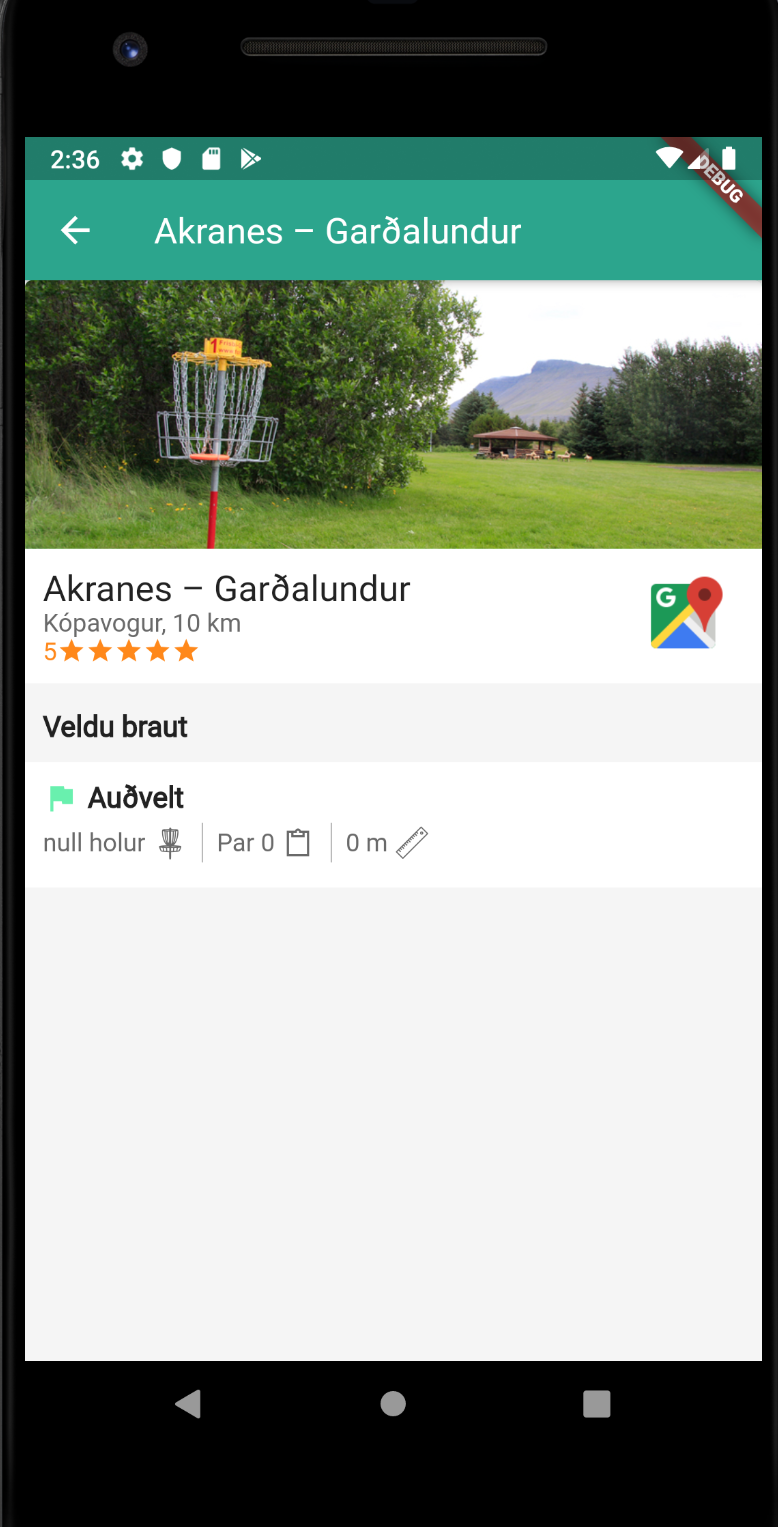 2:36
DEBUG
Akranes – Garðalundur
1
Akranes – Garðalundur
G
Kópavogur, 10 km
5
Veldu braut
Auðvelt
null holur Par 0 0 m